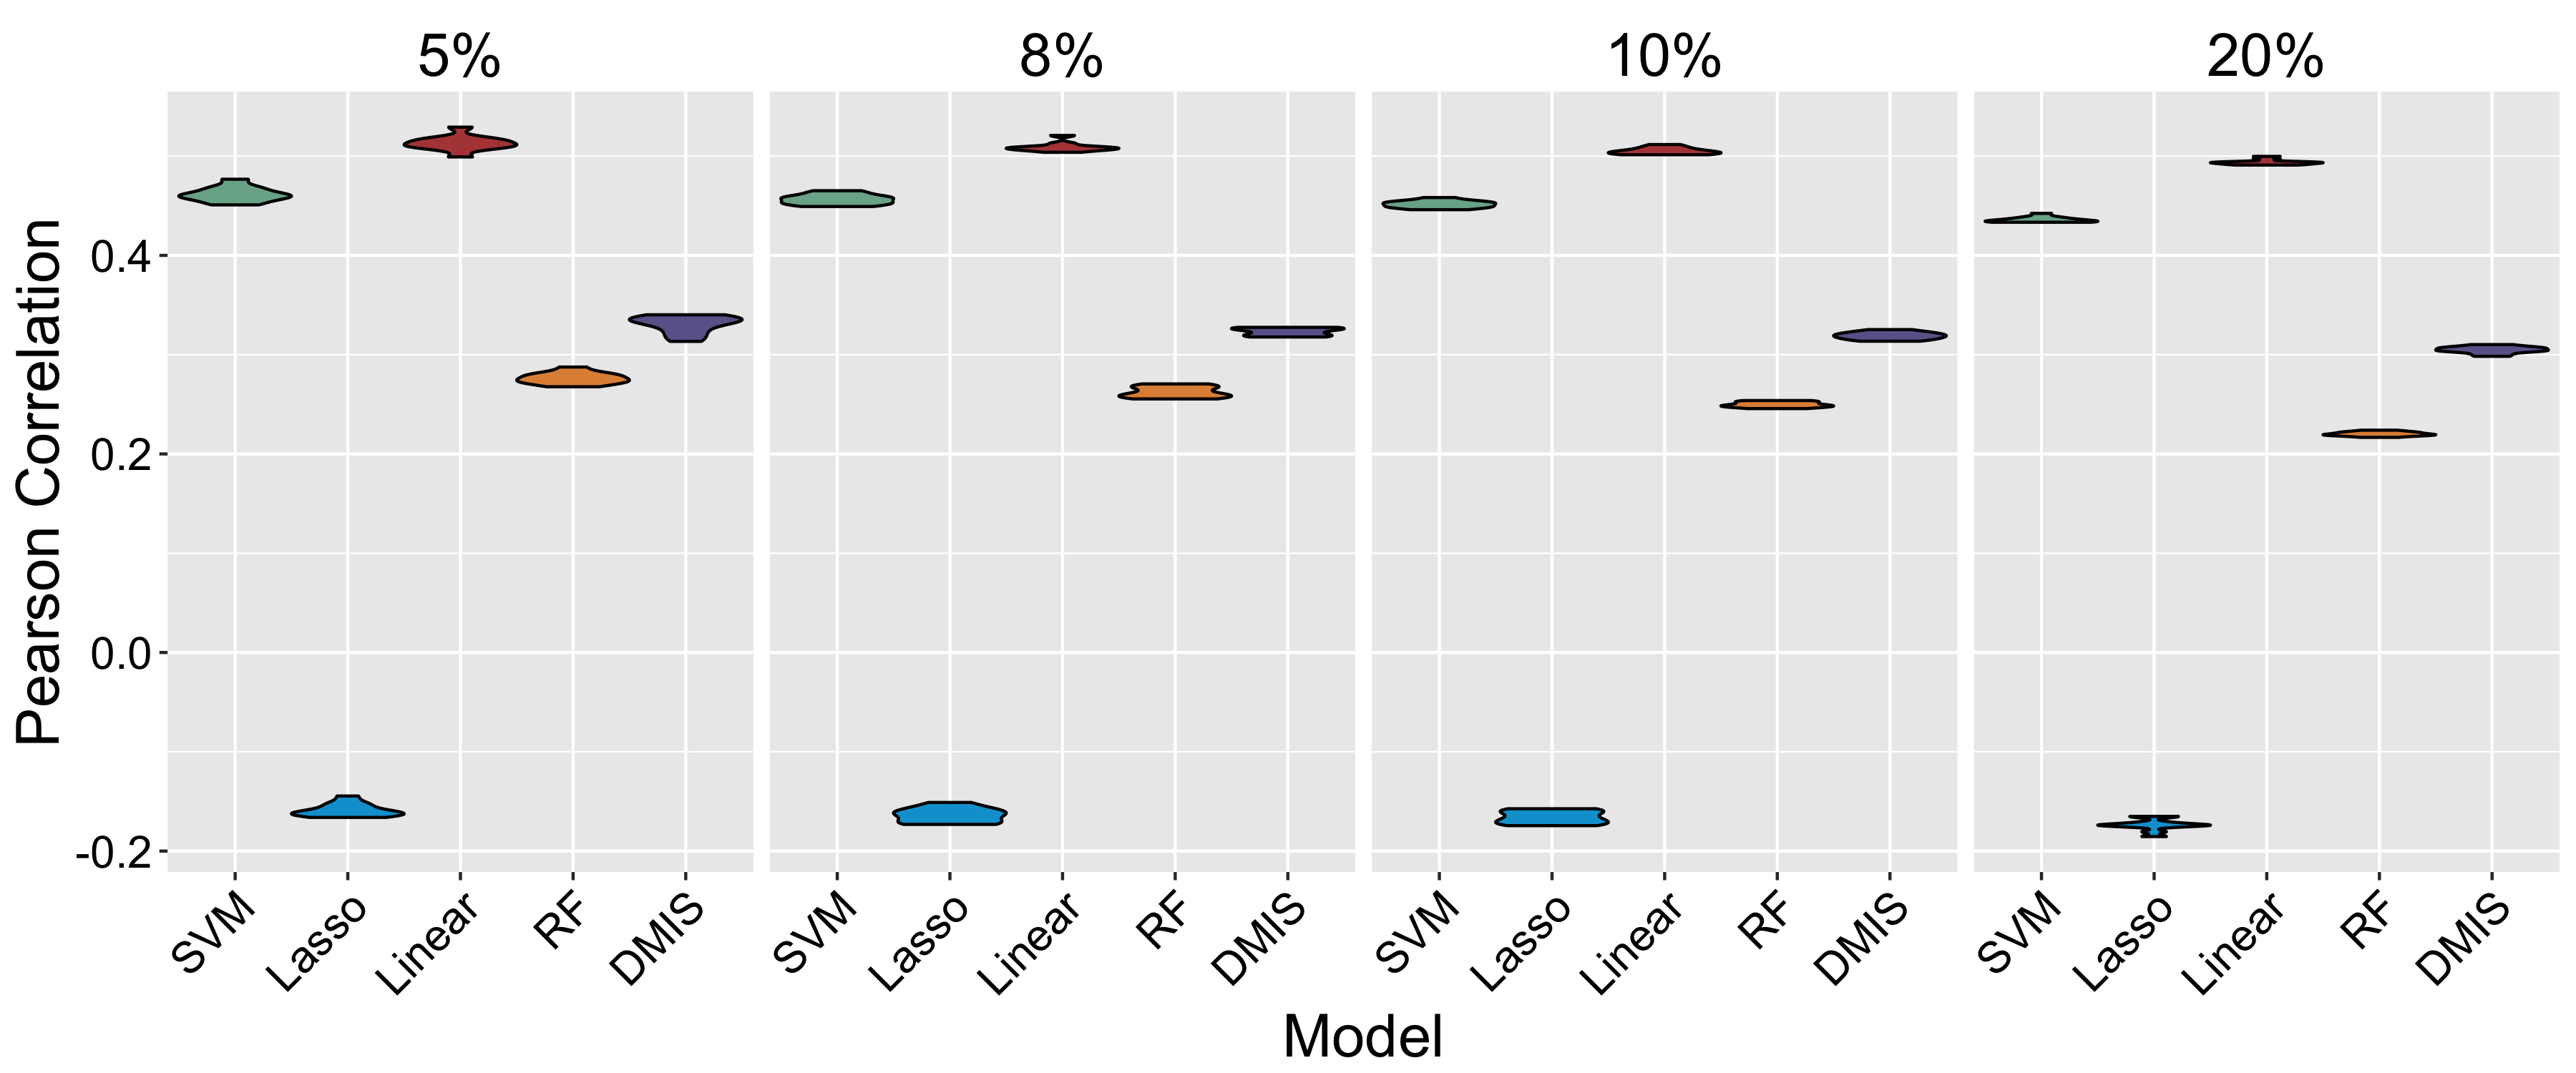 5% 8% 10% 20%
Pearson Correlation
0.4
0.2
0.0
-0.2
SVM Lasso Linear RF DMIS SVM Lasso Linear RF DMIS SVM Lasso Linear RF DMIS SVM Lasso Linear RF DMIS
Model